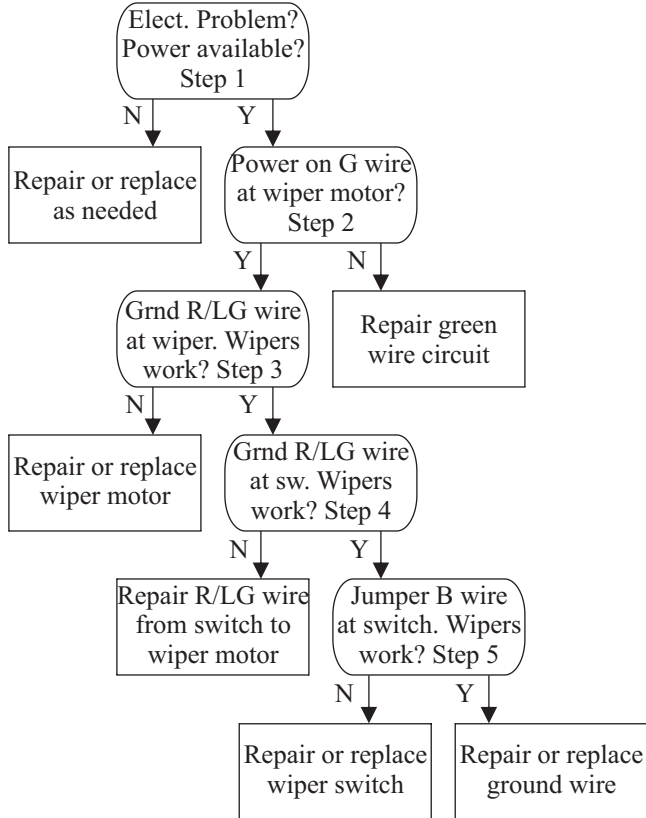 Elect. Problem?
Power available?
Step 1
N
Y
Repair or replace
as needed
Power on G wire
at wiper motor?
Step 2
Y
N
Grnd R/LG wire
at wiper. Wipers
work? Step 3
Repair green
wire circuit
N
Y
Repair or replace
wiper motor
Grnd R/LG wire
at sw. Wipers
work? Step 4
N
Y
Repair R/LG wire
from switch to
wiper motor
Jumper B wire
at switch. Wipers
work? Step 5
N
Y
Repair or replace
wiper switch
Repair or replace
ground wire